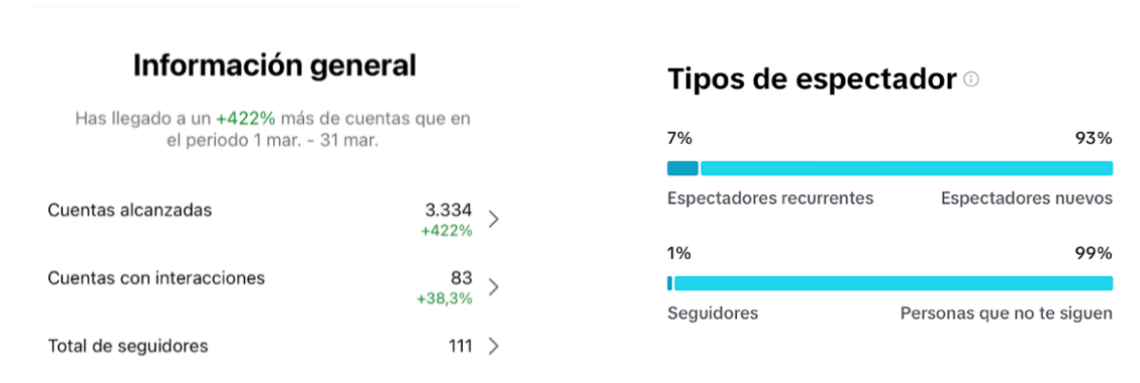 Información general
Has llegado a un +422% más de cuentas que en
el periodo 1 mar. - 31 mar.
Cuentas alcanzadas 3.334
+422%
Cuentas con interacciones 83
+38,3%
Total de seguidores 111
Tipos de espectador
7% 93%
Espectadores recurrentes Espectadores nuevos
1% 99%
Seguidores Personas que no te siguen